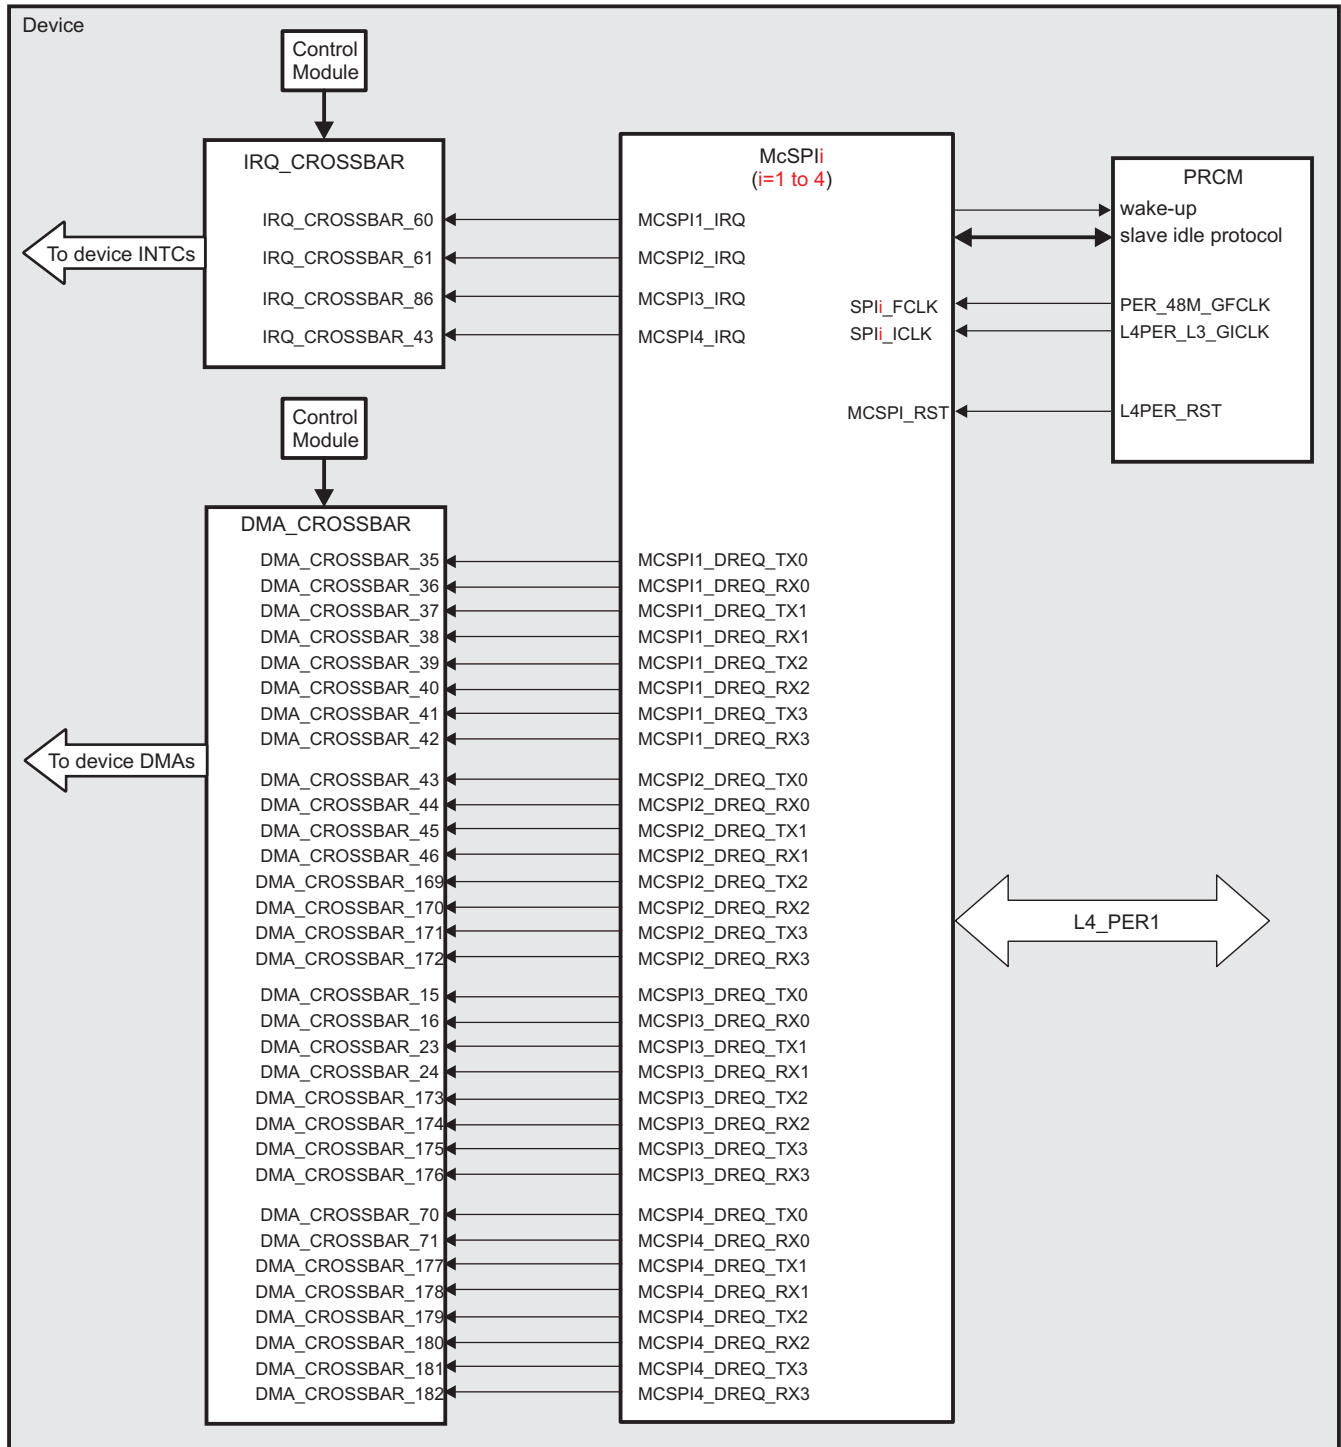 Device
Control
Module
IRQ_CROSSBAR
IRQ_CROSSBAR_60
IRQ_CROSSBAR_61
IRQ_CROSSBAR_86
IRQ_CROSSBAR_43
To device INTCs
McSPIi
(i=1 to 4)
MCSPI1_IRQ
MCSPI2_IRQ
MCSPI3_IRQ
MCSPI4_IRQ
SPIi_FCLK
SPIi_ICLK
MCSPI_RST
PRCM
wake-up
slave idle protocol
PER_48M_GFCLK
L4PER_L3_GICLK
L4PER_RST
Control
Module
DMA_CROSSBAR
DMA_CROSSBAR_35
DMA_CROSSBAR_36
DMA_CROSSBAR_37
DMA_CROSSBAR_38
DMA_CROSSBAR_39
DMA_CROSSBAR_40
DMA_CROSSBAR_41
DMA_CROSSBAR_42
DMA_CROSSBAR_43
DMA_CROSSBAR_44
DMA_CROSSBAR_45
DMA_CROSSBAR_46
DMA_CROSSBAR_169
DMA_CROSSBAR_170
DMA_CROSSBAR_171
DMA_CROSSBAR_172
DMA_CROSSBAR_15
DMA_CROSSBAR_16
DMA_CROSSBAR_23
DMA_CROSSBAR_24
DMA_CROSSBAR_173
DMA_CROSSBAR_174
DMA_CROSSBAR_175
DMA_CROSSBAR_176
DMA_CROSSBAR_70
DMA_CROSSBAR_71
DMA_CROSSBAR_177
DMA_CROSSBAR_178
DMA_CROSSBAR_179
DMA_CROSSBAR_180
DMA_CROSSBAR_181
DMA_CROSSBAR_182
To device DMAs
MCSPI1_DREQ_TX0
MCSPI1_DREQ_RX0
MCSPI1_DREQ_TX1
MCSPI1_DREQ_RX1
MCSPI1_DREQ_TX2
MCSPI1_DREQ_RX2
MCSPI1_DREQ_TX3
MCSPI1_DREQ_RX3
MCSPI2_DREQ_TX0
MCSPI2_DREQ_RX0
MCSPI2_DREQ_TX1
MCSPI2_DREQ_RX1
MCSPI2_DREQ_TX2
MCSPI2_DREQ_RX2
MCSPI2_DREQ_TX3
MCSPI2_DREQ_RX3
MCSPI3_DREQ_TX0
MCSPI3_DREQ_RX0
MCSPI3_DREQ_TX1
MCSPI3_DREQ_RX1
MCSPI3_DREQ_TX2
MCSPI3_DREQ_RX2
MCSPI3_DREQ_TX3
MCSPI3_DREQ_RX3
MCSPI4_DREQ_TX0
MCSPI4_DREQ_RX0
MCSPI4_DREQ_TX1
MCSPI4_DREQ_RX1
MCSPI4_DREQ_TX2
MCSPI4_DREQ_RX2
MCSPI4_DREQ_TX3
MCSPI4_DREQ_RX3
L4_PER1